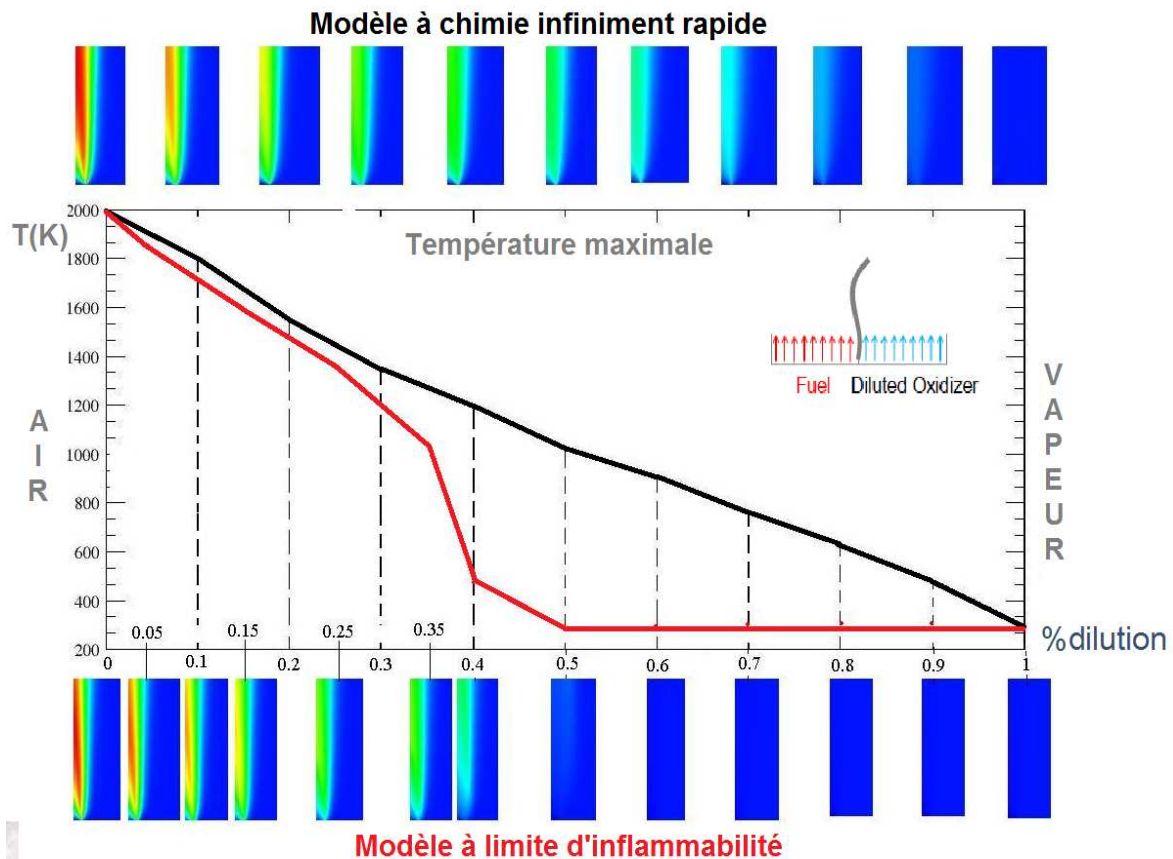 Modèle à chimie infiniment rapide
2000
T(K)
Température maximale
1800
1600
1400
Fuel Diluted Oxidizer
1200
AIR
VAPEUR
1000
800
600
400
0.05 0.15 0.25 0.35
200
%dilution
0 0.1 0.2 0.3 0.4 0.5 0.6 0.7 0.8 0.9 1
Modèle à limite d'inflammabilité